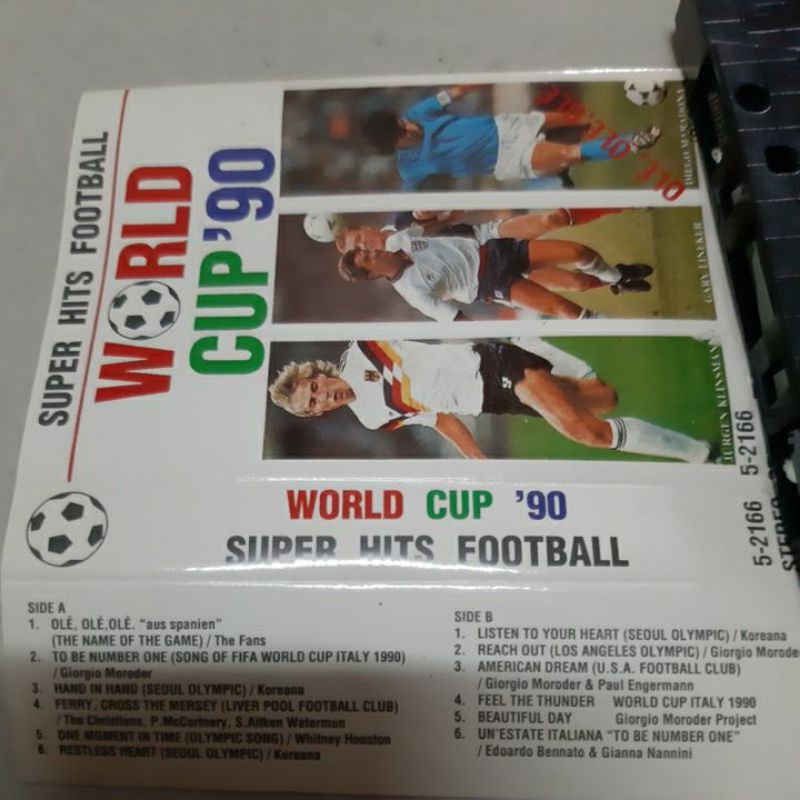 SUPER HITS FOOTBALL
WORLD
CUP '90
OLÉ, OLÉ, OLÉ
DIEGO MARADONA
GARY LINEKER
JURGEN KLINSMANN
WORLD CUP '90
SUPER HITS FOOTBALL
5-2166 5-2166
STEREO
SIDE A
1. OLÉ, OLÉ,OLÉ. "aus spanien"
(THE NAME OF THE GAME) / The Fans
2. TO BE NUMBER ONE (SONG OF FIFA WORLD CUP ITALY 1990)
/ Giorgio Moroder
3. HAND IN HAND (SEOUL OLYMPIC) / Koreana
4. FERRY, CROSS THE MERSEY (LIVER POOL FOOTBALL CLUB)
/ The Christians, P.McCartnery, S.Aitken Waterman
5. ONE MOMENT IN TIME (OLYMPIC SONG) / Whitney Houston
6. RESTLESS HEART (SEOUL OLYMPIC) / Koreana
SIDE B
1. LISTEN TO YOUR HEART (SEOUL OLYMPIC) / Koreana
2. REACH OUT (LOS ANGELES OLYMPIC) / Giorgio Morode
3. AMERICAN DREAM (U.S.A. FOOTBALL CLUB)
/ Giorgio Moroder & Paul Engermann
4. FEEL THE THUNDER WORLD CUP ITALY 1990
5. BEAUTIFUL DAY Giorgio Moroder Project
6. UN'ESTATE ITALIANA "TO BE NUMBER ONE"
/ Edoardo Bennato & Gianna Nannini